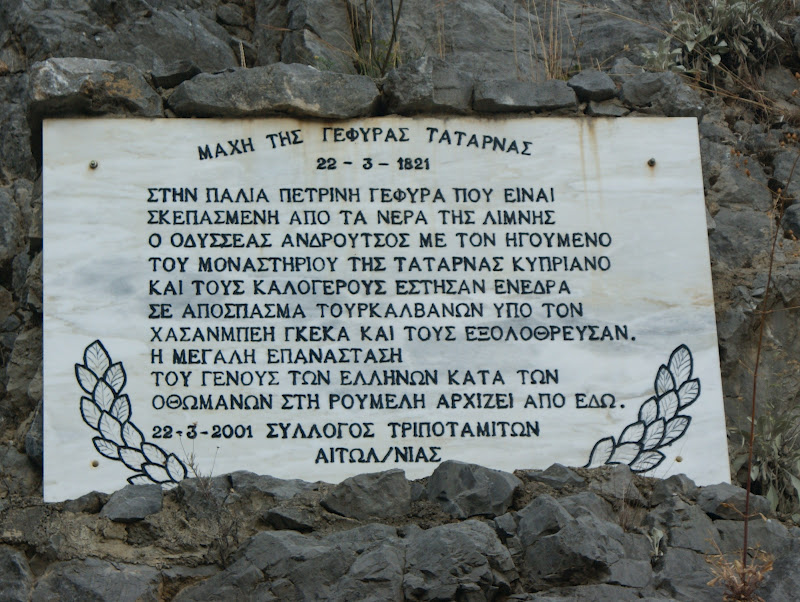 ΜΑΧΗ ΤΗΣ ΓΕΦΥΡΑΣ ΤΑΤΑΡΝΑΣ
22 - 3 - 1821
ΣΤΗΝ ΠΑΛΙΑ ΠΕΤΡΙΝΗ ΓΕΦΥΡΑ ΠΟΥ ΕΙΝΑΙ
ΣΚΕΠΑΣΜΕΝΗ ΑΠΟ ΤΑ ΝΕΡΑ ΤΗΣ ΛΙΜΝΗΣ
Ο ΟΔΥΣΣΕΑΣ ΑΝΔΡΟΥΤΣΟΣ ΜΕ ΤΟΝ ΗΓΟΥΜΕΝΟ
ΤΟΥ ΜΟΝΑΣΤΗΡΙΟΥ ΤΗΣ ΤΑΤΑΡΝΑΣ ΚΥΠΡΙΑΝΟ
ΚΑΙ ΤΟΥΣ ΚΑΛΟΓΕΡΟΥΣ ΕΣΤΗΣΑΝ ΕΝΕΔΡΑ
ΣΕ ΑΠΟΣΠΑΣΜΑ ΤΟΥΡΚΑΛΒΑΝΩΝ ΥΠΟ ΤΟΝ
ΧΑΣΑΝΜΠΕΗ ΓΚΕΚΑ ΚΑΙ ΤΟΥΣ ΕΞΟΛΟΘΡΕΥΣΑΝ.
Η ΜΕΓΑΛΗ ΕΠΑΝΑΣΤΑΣΗ
ΤΟΥ ΓΕΝΟΥΣ ΤΩΝ ΕΛΛΗΝΩΝ ΚΑΤΑ ΤΩΝ
ΟΘΩΜΑΝΩΝ ΣΤΗ ΡΟΥΜΕΛΗ ΑΡΧΙΖΕΙ ΑΠΟ ΕΔΩ.
22-3-2001 ΣΥΛΛΟΓΟΣ ΤΡΙΠΟΤΑΜΙΤΩΝ
ΑΙΤΩΛ/ΝΙΑΣ